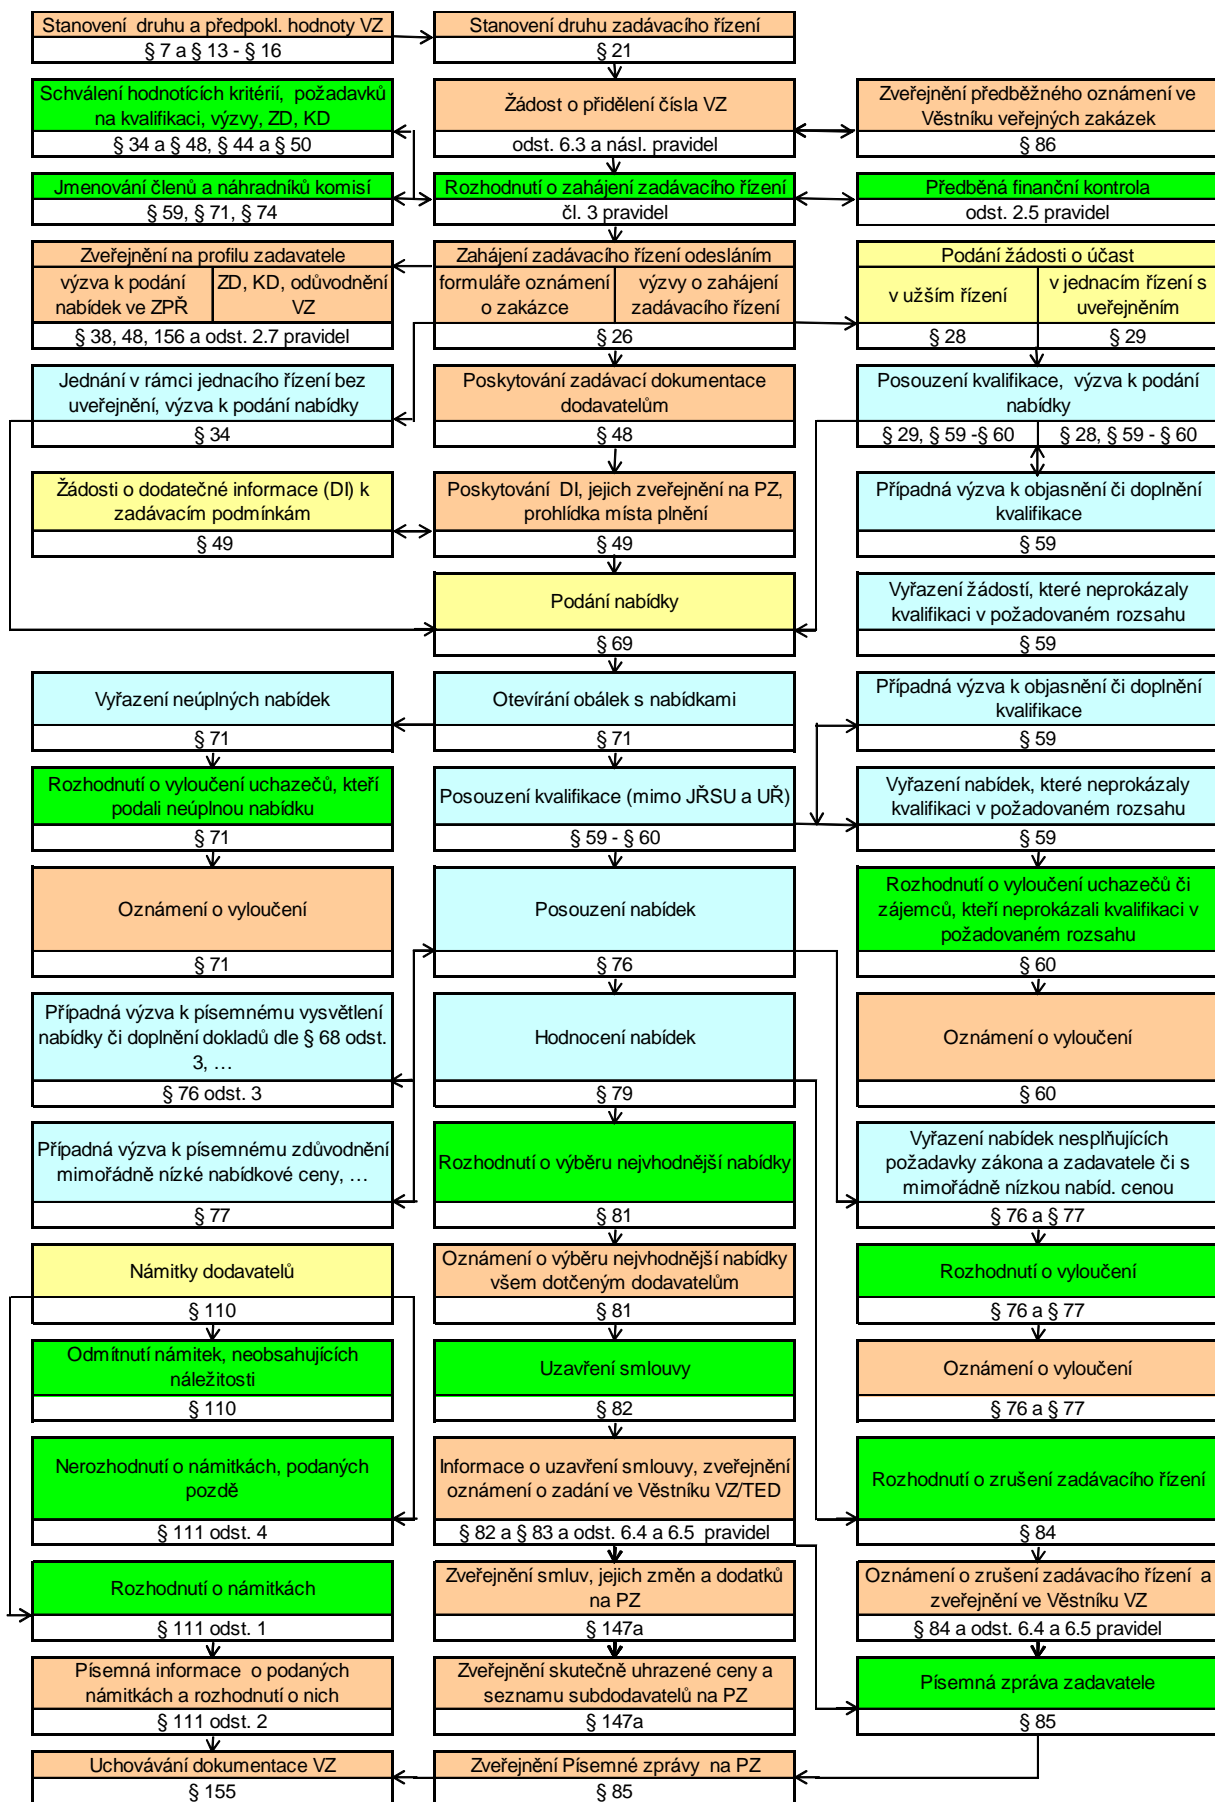 Stanovení druhu a předpokl. hodnoty VZ
§ 7 a § 13 - § 16
Stanovení druhu zadávacího řízení
§ 21
Schválení hodnotících kritérií, požadavků
na kvalifikaci, výzvy, ZD, KD
§ 34 a § 48, § 44 a § 50
Žádost o přidělení čísla VZ
odst. 6.3 a násl. pravidel
Zveřejnění předběžného oznámení ve
Věstníku veřejných zakázek
§ 86
Jmenování členů a náhradníků komisí
§ 59, § 71, § 74
Rozhodnutí o zahájení zadávacího řízení
čl. 3 pravidel
Předběná finanční kontrola
odst. 2.5 pravidel
Zveřejnění na profilu zadavatele
výzva k podání
nabídek ve ZPŘ
ZD, KD, odůvodnění
VZ
§ 38, 48, 156 a odst. 2.7 pravidel
Zahájení zadávacího řízení odesláním
formuláře oznámení
o zakázce
výzvy o zahájení
zadávacího řízení
§ 26
Podání žádosti o účast
v užším řízení
v jednacím řízení s
uveřejněním
§ 28
§ 29
Jednání v rámci jednacího řízení bez
uveřejnění, výzva k podání nabídky
§ 34
Poskytování zadávací dokumentace
dodavatelům
§ 48
Posouzení kvalifikace, výzva k podání
nabídky
§ 29, § 59 -§ 60
§ 28, § 59 - § 60
Žádosti o dodatečné informace (DI) k
zadávacím podmínkám
§ 49
Poskytování DI, jejich zveřejnění na PZ,
prohlídka místa plnění
§ 49
Případná výzva k objasnění či doplnění
kvalifikace
§ 59
Podání nabídky
§ 69
Vyřazení žádostí, které neprokázaly
kvalifikaci v požadovaném rozsahu
§ 59
Vyřazení neúplných nabídek
§ 71
Otevírání obálek s nabídkami
§ 71
Případná výzva k objasnění či doplnění
kvalifikace
§ 59
Rozhodnutí o vyloučení uchazečů, kteří
podali neúplnou nabídku
§ 71
Posouzení kvalifikace (mimo JŘSU a UŘ)
§ 59 - § 60
Vyřazení nabídek, které neprokázaly
kvalifikaci v požadovaném rozsahu
§ 59
Oznámení o vyloučení
§ 71
Posouzení nabídek
§ 76
Rozhodnutí o vyloučení uchazečů či
zájemců, kteří neprokázali kvalifikaci v
požadovaném rozsahu
§ 60
Případná výzva k písemnému vysvětlení
nabídky či doplnění dokladů dle § 68 odst.
3, …
§ 76 odst. 3
Hodnocení nabídek
§ 79
Oznámení o vyloučení
§ 60
Případná výzva k písemnému zdůvodnění
mimořádně nízké nabídkové ceny, …
§ 77
Rozhodnutí o výběru nejvhodnější nabídky
§ 81
Vyřazení nabídek nesplňujících
požadavky zákona a zadavatele či s
mimořádně nízkou nabíd. cenou
§ 76 a § 77
Námitky dodavatelů
§ 110
Oznámení o výběru nejvhodnější nabídky
všem dotčeným dodavatelům
§ 81
Rozhodnutí o vyloučení
§ 76 a § 77
Odmítnutí námitek, neobsahujících
náležitosti
§ 110
Uzavření smlouvy
§ 82
Oznámení o vyloučení
§ 76 a § 77
Nerozhodnutí o námitkách, podaných
pozdě
§ 111 odst. 4
Informace o uzavření smlouvy, zveřejnění
oznámení o zadání ve Věstníku VZ/TED
§ 82 a § 83 a odst. 6.4 a 6.5 pravidel
Rozhodnutí o zrušení zadávacího řízení
§ 84
Rozhodnutí o námitkách
§ 111 odst. 1
Zveřejnění smluv, jejich změn a dodatků
na PZ
§ 147a
Oznámení o zrušení zadávacího řízení a
zveřejnění ve Věstníku VZ
§ 84 a odst. 6.4 a 6.5 pravidel
Písemná informace o podaných
námitkách a rozhodnutí o nich
§ 111 odst. 2
Zveřejnění skutečně uhrazené ceny a
seznamu subdodavatelů na PZ
§ 147a
Písemná zpráva zadavatele
§ 85
Uchovávání dokumentace VZ
§ 155
Zveřejnění Písemné zprávy na PZ
§ 85